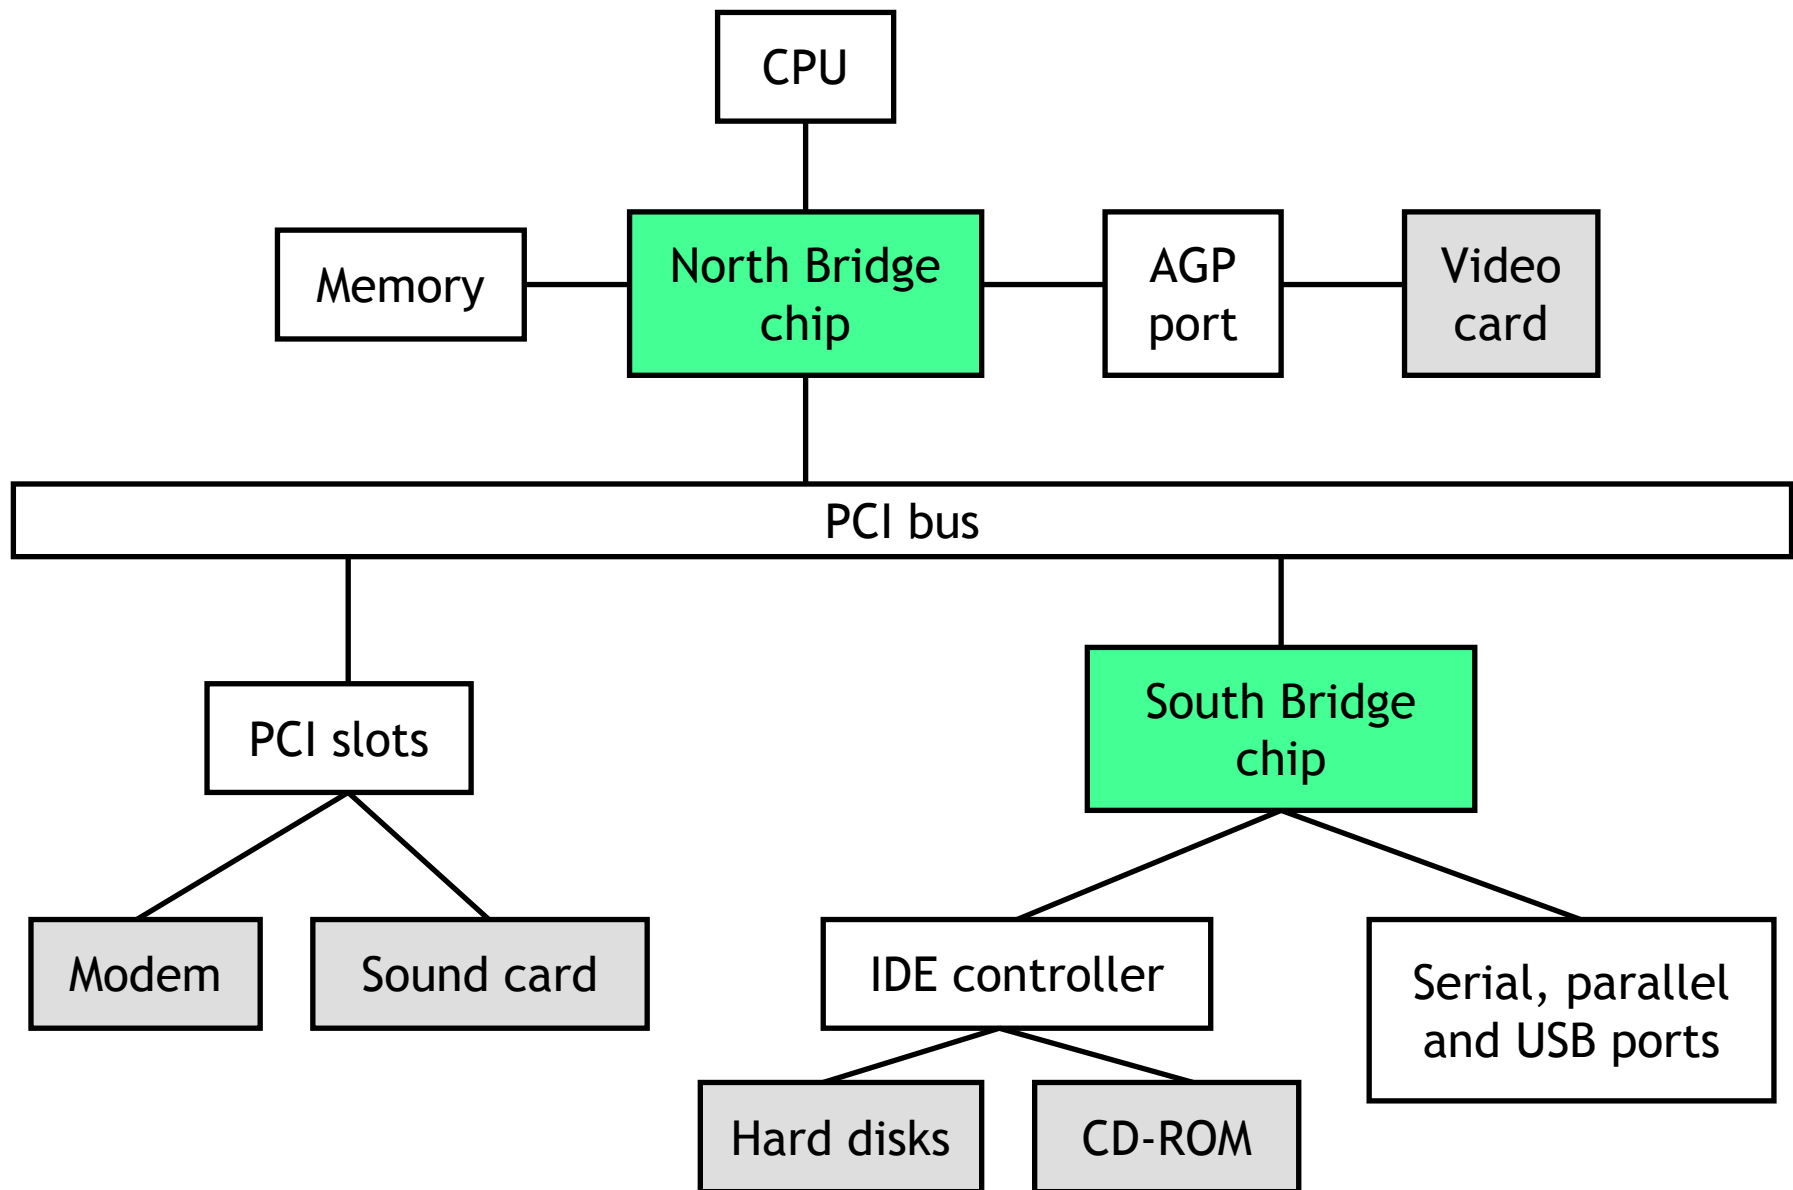 CPU
Memory
North Bridge
chip
AGP
port
Video
card
PCI bus
PCI slots
South Bridge
chip
Modem
Sound card
IDE controller
Serial, parallel
and USB ports
Hard disks
CD-ROM